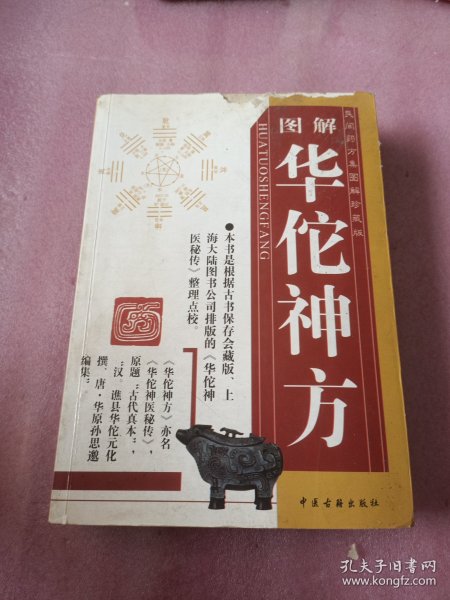 民间药方集图解珍藏版
图解
华佗神方
HUATUOSHENGFANG
●本书是根据古书保存会藏版、上
海大陆图书公司排版的《华佗神
医秘传》整理点校。
《华佗神方》亦名
《华佗神医秘传》，
原题：“古代真本”，
“汉·谯县华佗元化
撰，唐·华原孙思邈
编集”
中医古籍出版社
孔夫子旧书网
www.kongfz.com